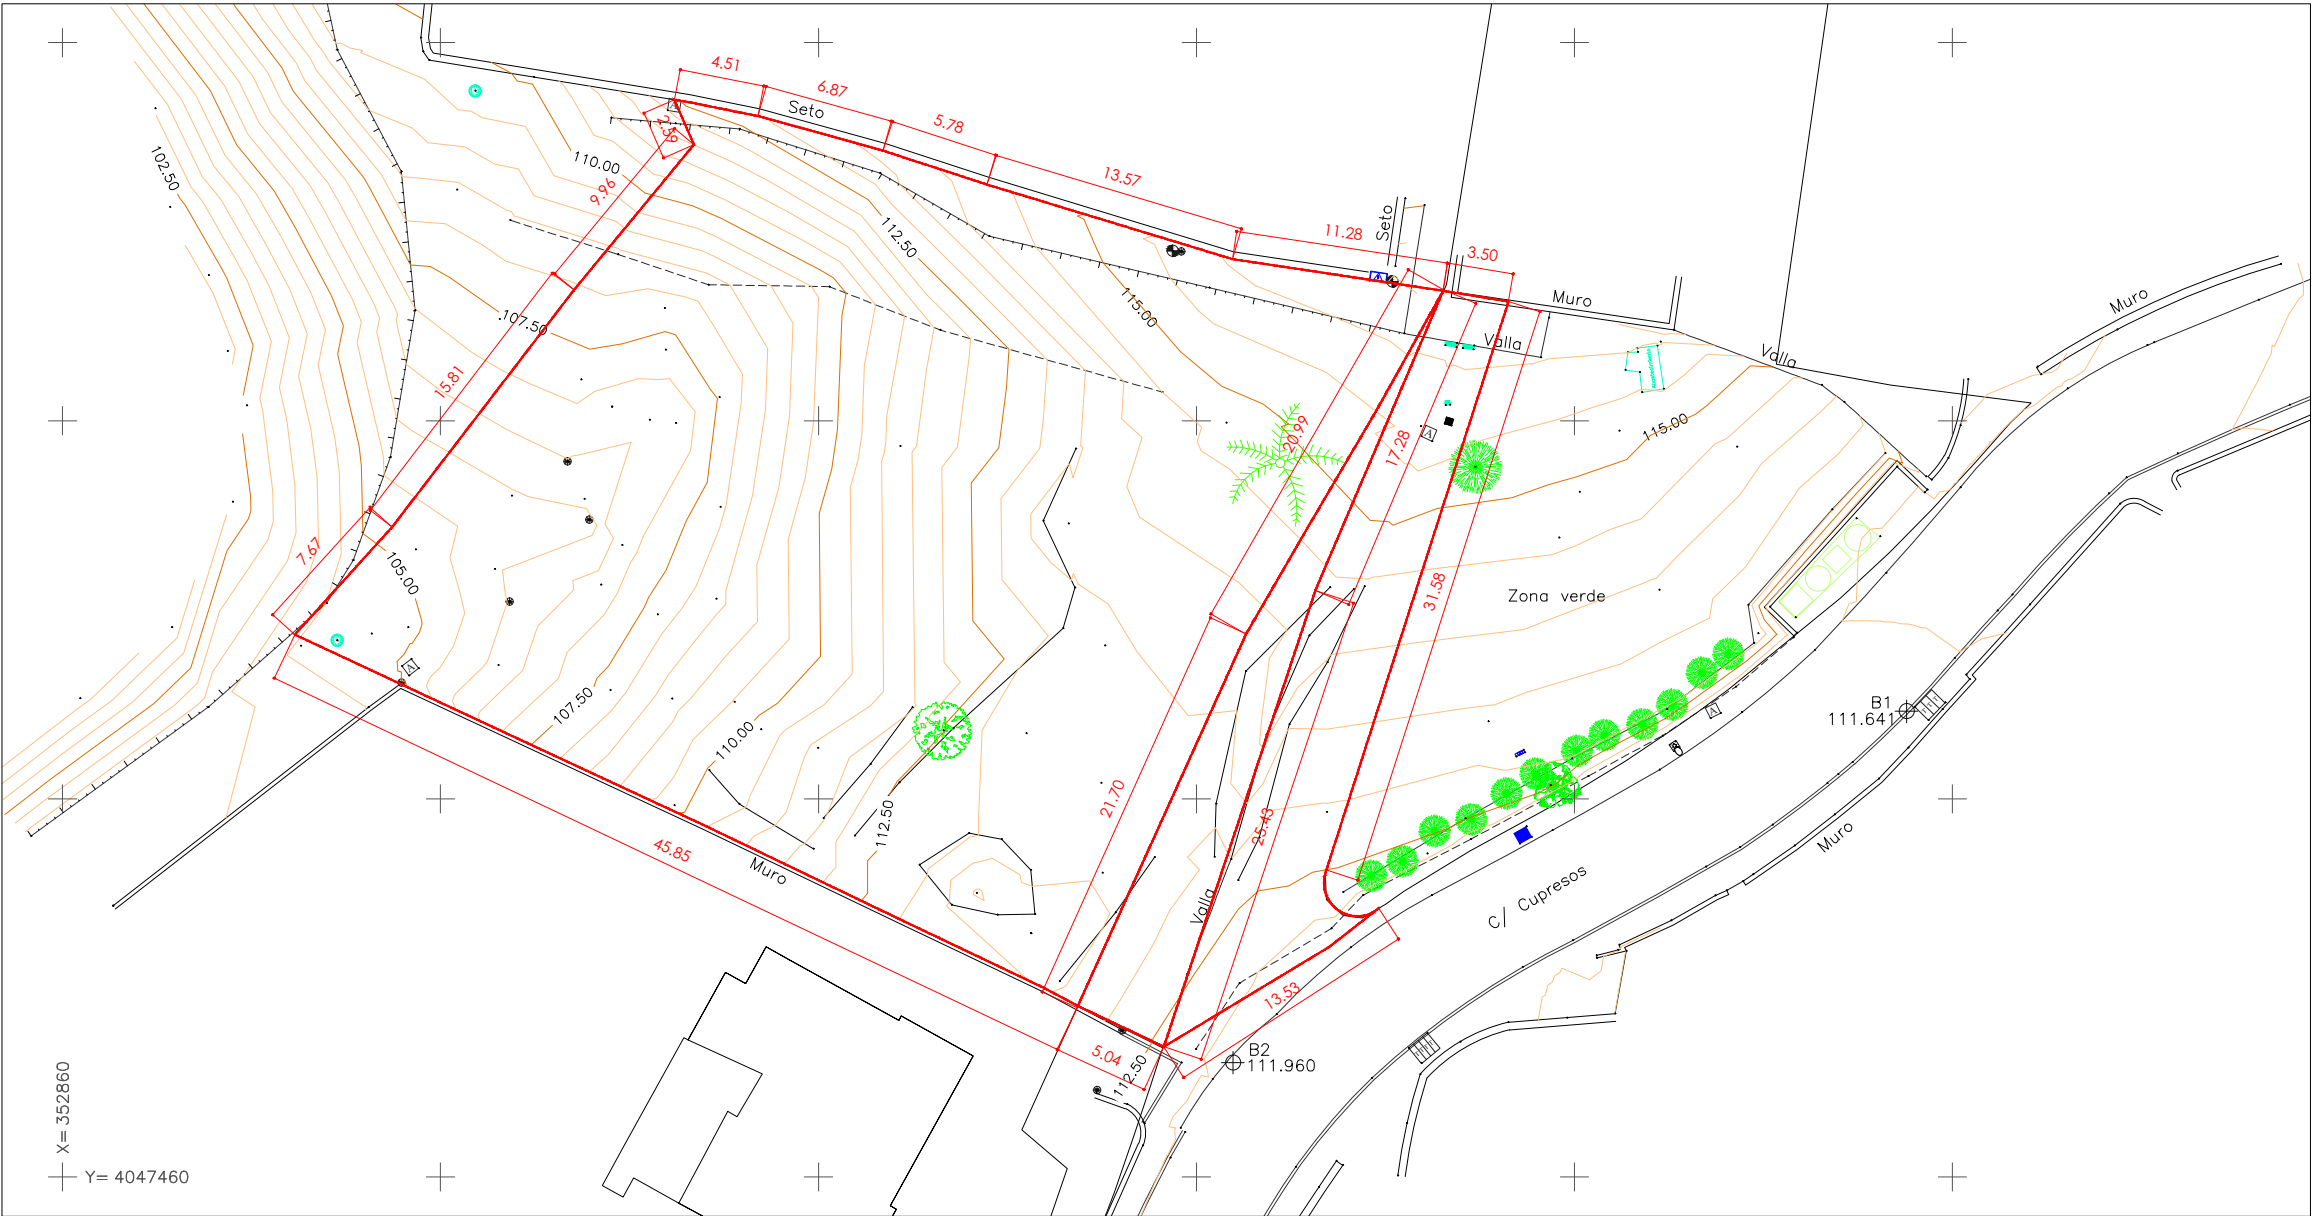 4.51
6.87
Seto
5.78
2.59
110.00
102.50
13.57
9.96
112.50
Seto
11.28
3.50
Muro
Muro
115.00
107.50
Valla
Valla
15.81
20.99
17.28
115.00
7.67
105.00
31.58
Zona verde
107.50
110.00
B1
111.641
21.70
112.50
25.43
45.85
Muro
Muro
Valla
C/ Cupresos
13.53
5.04
112.50
B2
111.960
X= 352860
Y= 4047460